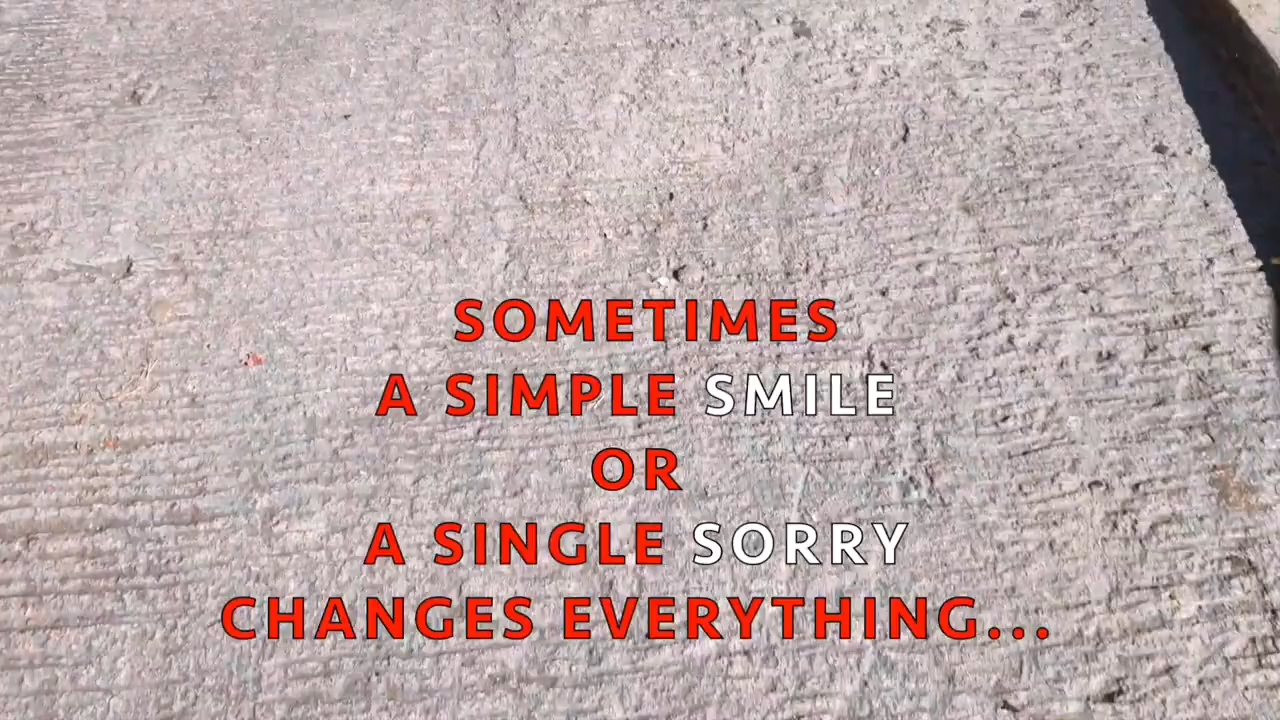 SOMETIMES
A SIMPLE SMILE
OR
A SINGLE SORRY
CHANGES EVERYTHING...